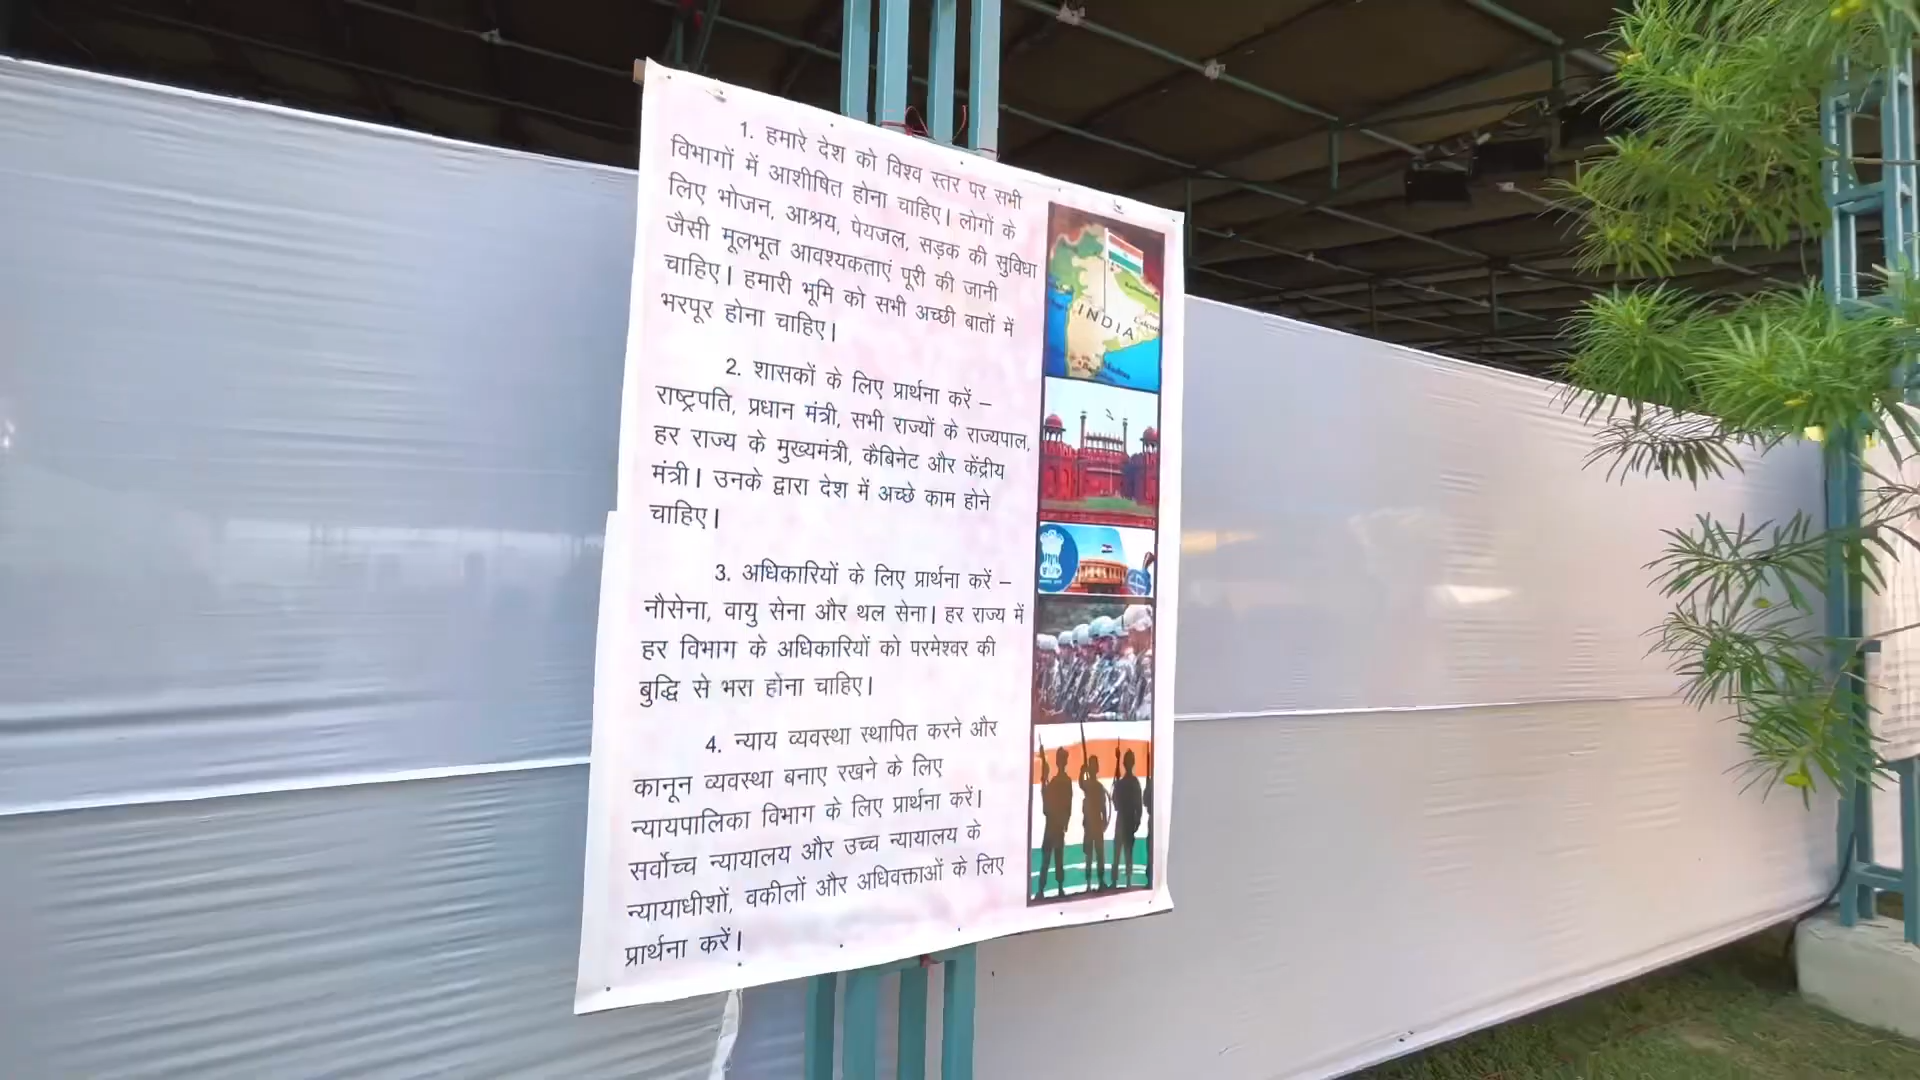 1. हमारे देश को विश्व स्तर पर सभी
विभागों में आशीषित होना चाहिए। लोगों के
लिए भोजन, आश्रय, पेयजल, सड़क की सुविधा
जैसी मूलभूत आवश्यकताएं पूरी की जानी
चाहिए। हमारी भूमि को सभी अच्छी बातों में
भरपूर होना चाहिए।
2. शासकों के लिए प्रार्थना करें –
राष्ट्रपति, प्रधान मंत्री, सभी राज्यों के राज्यपाल,
हर राज्य के मुख्यमंत्री, कैबिनेट और केंद्रीय
मंत्री। उनके द्वारा देश में अच्छे काम होने
चाहिए।
3. अधिकारियों के लिए प्रार्थना करें –
नौसेना, वायु सेना और थल सेना। हर राज्य में
हर विभाग के अधिकारियों को परमेश्वर की
बुद्धि से भरा होना चाहिए।
4. न्याय व्यवस्था स्थापित करने और
कानून व्यवस्था बनाए रखने के लिए
न्यायपालिका विभाग के लिए प्रार्थना करें।
सर्वोच्च न्यायालय और उच्च न्यायालय के
न्यायाधीशों, वकीलों और अधिवक्ताओं के लिए
प्रार्थना करें।
INDIA